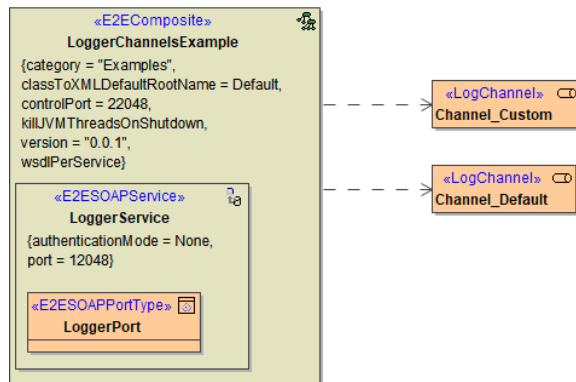 «E2EComposite»
LoggerChannelsExample
{category = "Examples",
classToXMLDefaultRootName = Default,
controlPort = 22048,
killJVMThreadsOnShutdown,
version = "0.0.1",
wsdlPerService}
«E2ESOAPService»
LoggerService
{authenticationMode = None,
port = 12048}
«E2ESOAPPortType»
LoggerPort
«LogChannel»
Channel_Custom
«LogChannel»
Channel_Default